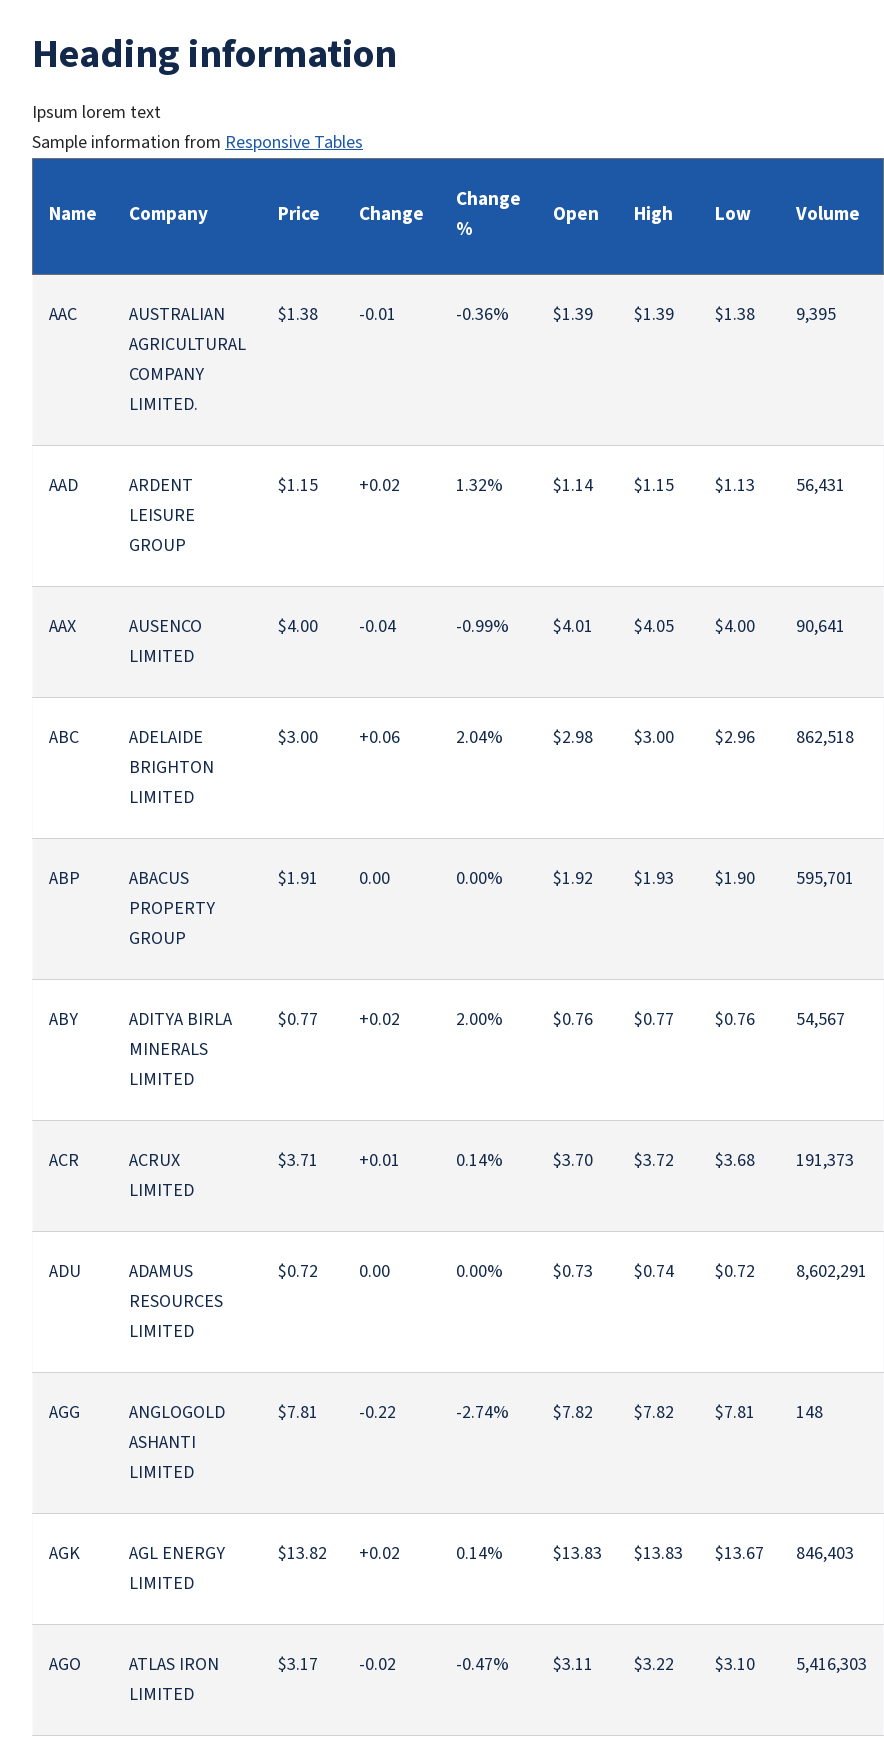 Heading information
Ipsum lorem text
Sample information from Responsive Tables
Name Company Price Change Change % Open High Low Volume
AAC AUSTRALIAN AGRICULTURAL COMPANY LIMITED. $1.38 -0.01 -0.36% $1.39 $1.39 $1.38 9,395
AAD ARDENT LEISURE GROUP $1.15 +0.02 1.32% $1.14 $1.15 $1.13 56,431
AAX AUSENCO LIMITED $4.00 -0.04 -0.99% $4.01 $4.05 $4.00 90,641
ABC ADELAIDE BRIGHTON LIMITED $3.00 +0.06 2.04% $2.98 $3.00 $2.96 862,518
ABP ABACUS PROPERTY GROUP $1.91 0.00 0.00% $1.92 $1.93 $1.90 595,701
ABY ADITYA BIRLA MINERALS LIMITED $0.77 +0.02 2.00% $0.76 $0.77 $0.76 54,567
ACR ACRUX LIMITED $3.71 +0.01 0.14% $3.70 $3.72 $3.68 191,373
ADU ADAMUS RESOURCES LIMITED $0.72 0.00 0.00% $0.73 $0.74 $0.72 8,602,291
AGG ANGLOGOLD ASHANTI LIMITED $7.81 -0.22 -2.74% $7.82 $7.82 $7.81 148
AGK AGL ENERGY LIMITED $13.82 +0.02 0.14% $13.83 $13.83 $13.67 846,403
AGO ATLAS IRON LIMITED $3.17 -0.02 -0.47% $3.11 $3.22 $3.10 5,416,303